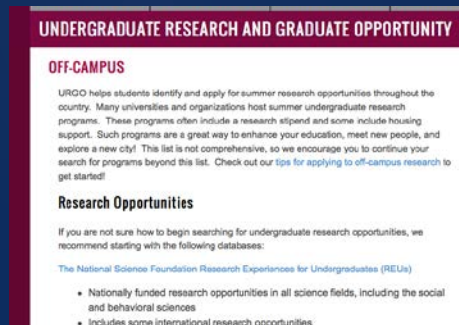 UNDERGRADUATE RESEARCH AND GRADUATE OPPORTUNITY
OFF-CAMPUS
URGO helps students identify and apply for summer research opportunities throughout the
country. Many universities and organizations host summer undergraduate research
programs. These programs often include a research stipend and some include housing
support. Such programs are a great way to enhance your education, meet new people, and
explore a new city! This list is not comprehensive, so we encourage you to continue your
search for programs beyond this list. Check out our tips for applying to off-campus research to
get started!
Research Opportunities
If you are not sure how to begin searching for undergraduate research opportunities, we
recommend starting with the following databases:
The National Science Foundation Research Experiences for Undergraduates (REUs)
• Nationally funded research opportunities in all science fields, including the social
and behavioral sciences
• Includes some international research opportunities